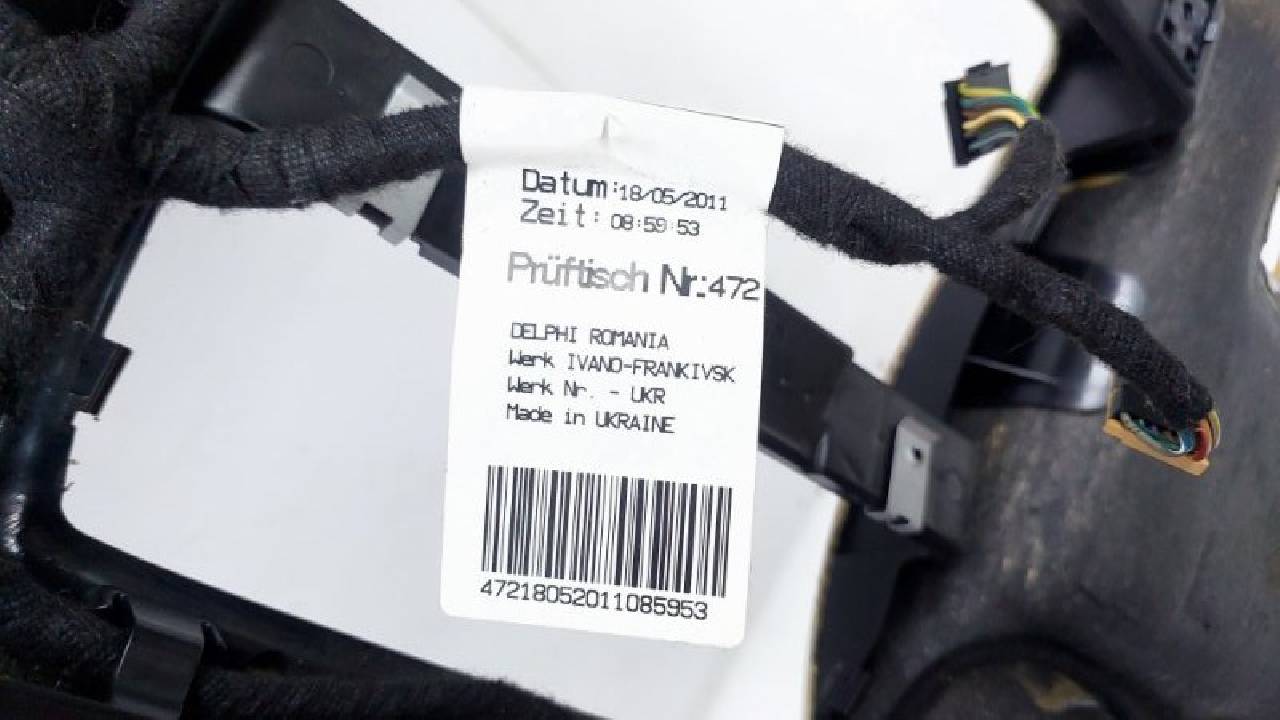 Datum:18/05/2011
Zeit: 08:59:53
Prüftisch Nr.:472
DELPHI ROMANIA
Werk IVANO-FRANKIVSK
Werk Nr. - UKR
Made in UKRAINE
47218052011085953